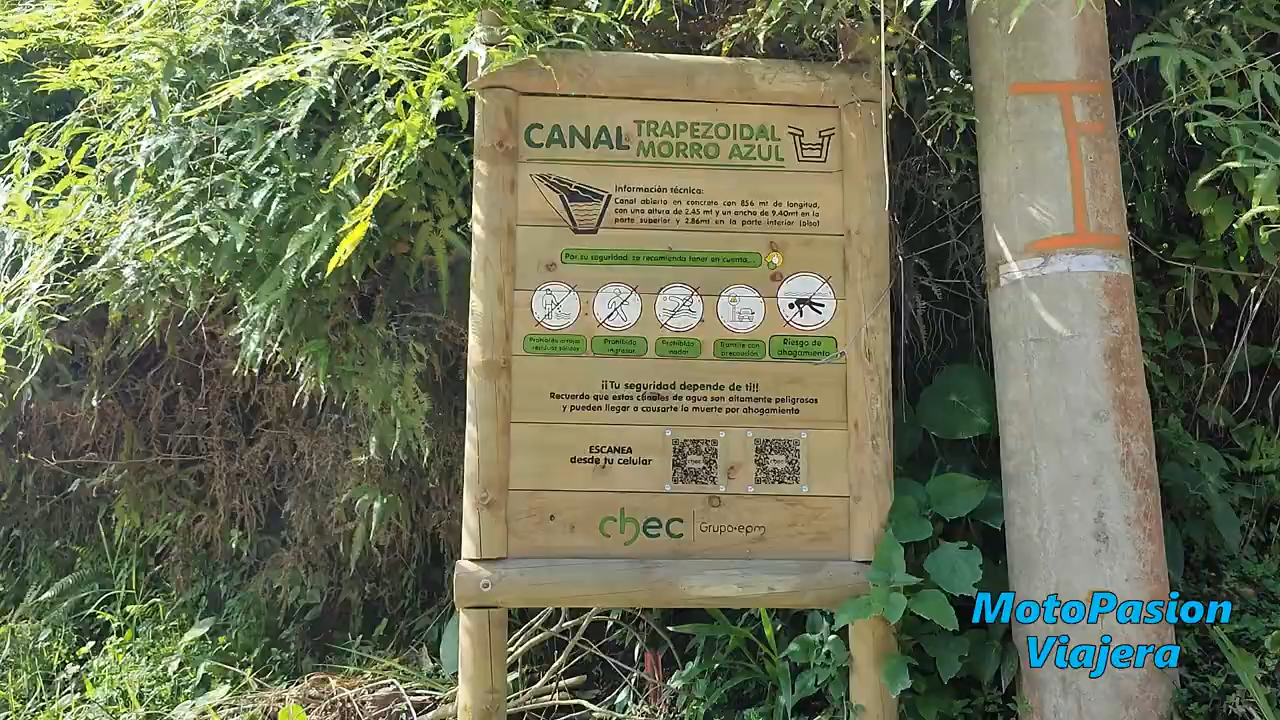 CANAL TRAPEZOIDAL
MORRO AZUL
Información técnica:
Canal abierto en concreto con 856 mt de longitud,
con una altura de 2.45 mt y un ancho de 9.40mt en la
parte superior y 2.86mt en la parte interior (piso)
Por su seguridad, se recomienda tener en cuenta...
Prohibido arrojar
residuos sólidos
Prohibido
ingresar
Prohibido
nadar
Transite con
precaución
Riesgo de
ahogamiento
¡¡Tu seguridad depende de ti!!
Recuerda que estos canales de agua son altamente peligrosos
y pueden llegar a causarte la muerte por ahogamiento
ESCANEA
desde tu celular
chec Grupo•epm
MotoPasion
Viajera